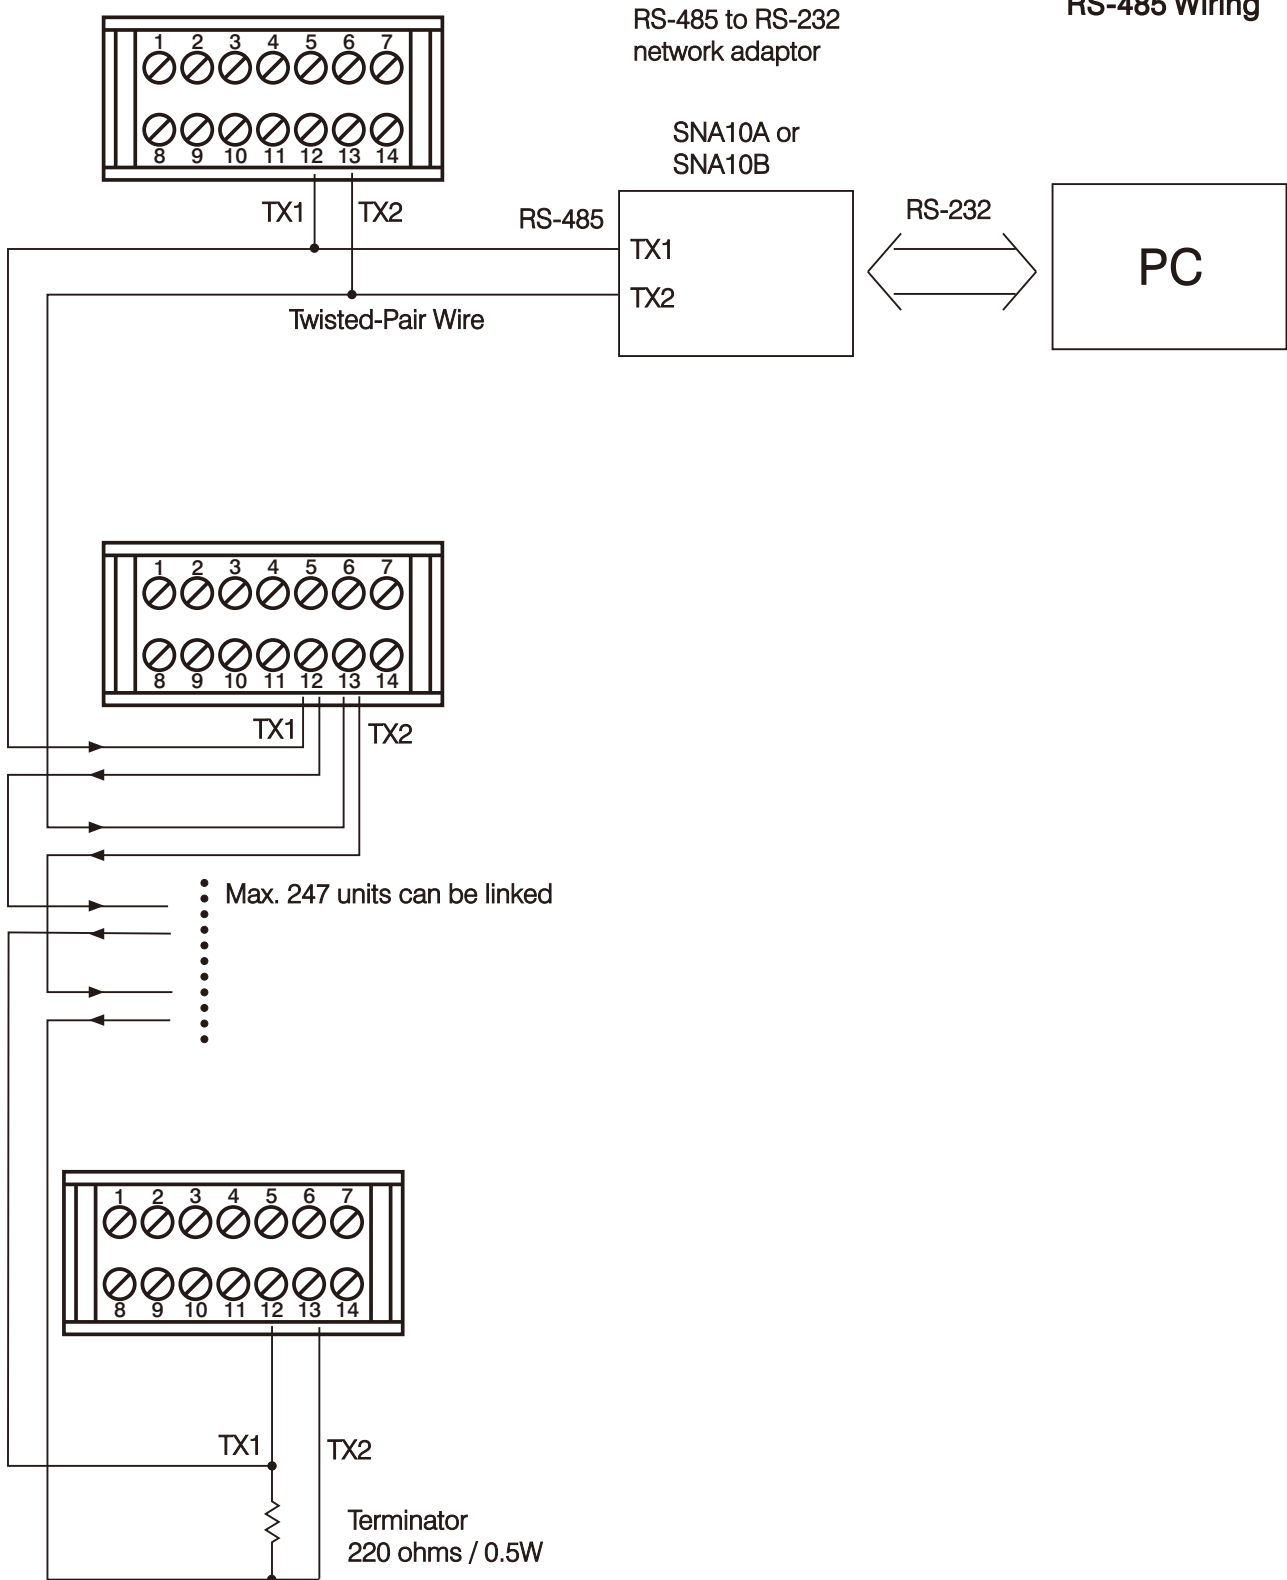 RS-485 Wiring
RS-485 to RS-232
network adaptor
1 2 3 4 5 6 7
8 9 10 11 12 13 14
SNA10A or
SNA10B
TX1 TX2
RS-485
TX1
TX2
RS-232
PC
Twisted-Pair Wire
1 2 3 4 5 6 7
8 9 10 11 12 13 14
TX1 TX2
Max. 247 units can be linked
1 2 3 4 5 6 7
8 9 10 11 12 13 14
TX1 TX2
Terminator
220 ohms / 0.5W